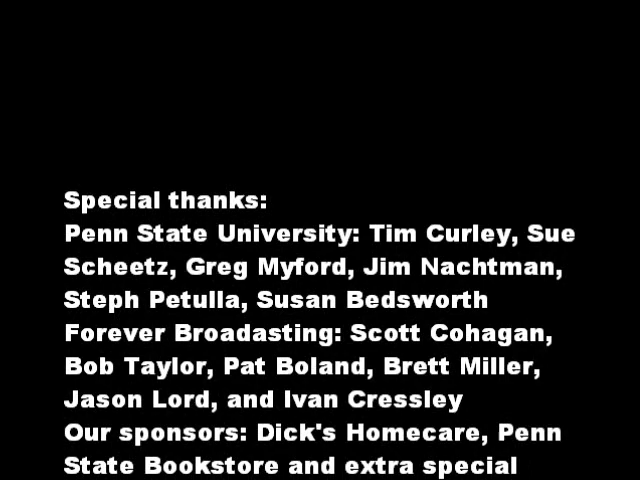 Special thanks:
Penn State University: Tim Curley, Sue
Scheetz, Greg Myford, Jim Nachtman,
Steph Petulla, Susan Bedsworth
Forever Broadasting: Scott Cohagan,
Bob Taylor, Pat Boland, Brett Miller,
Jason Lord, and Ivan Cressley
Our sponsors: Dick's Homecare, Penn
State Bookstore and extra special